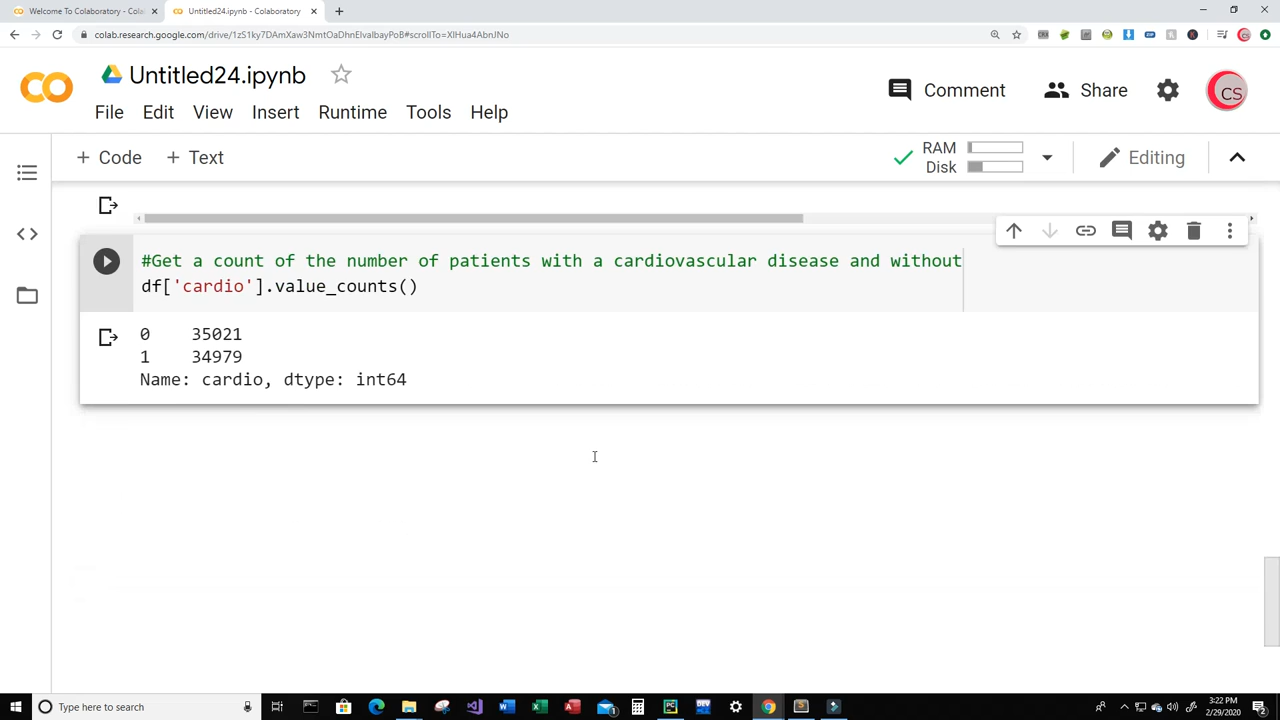 Welcome To Colaboratory - Cola
Untitled24.ipynb - Colaboratory
colab.research.google.com/drive/1zS1ky7DAmXaw3NmtOaDhnElvaIbayPoB#scrollTo=XIHua4AbnJNo
CO
Untitled24.ipynb
Comment
Share
CS
File Edit View Insert Runtime Tools Help
+ Code + Text
RAM
Disk
Editing
#Get a count of the number of patients with a cardiovascular disease and without
df['cardio'].value_counts()
0 35021
1 34979
Name: cardio, dtype: int64
Type here to search
3:22 PM
2/29/2020